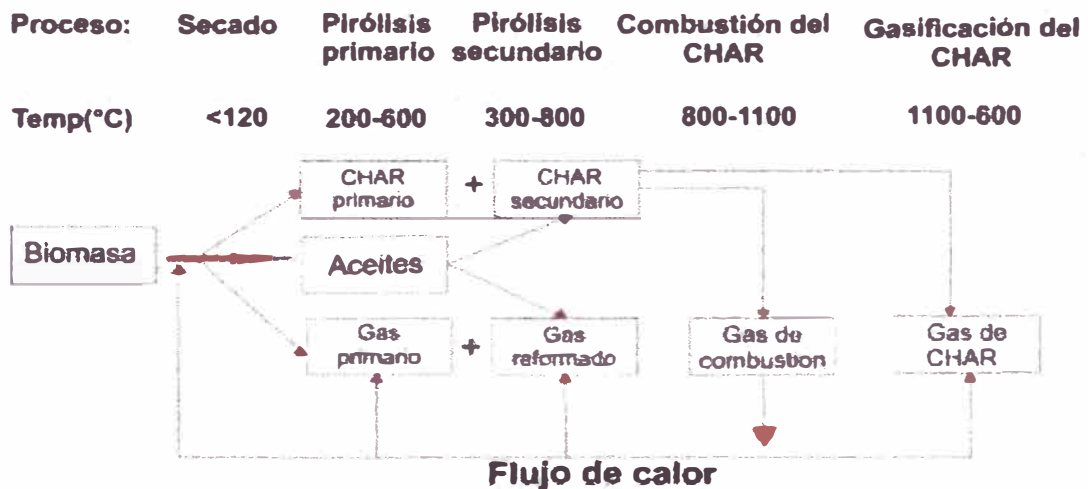 Proceso: Secado Pirólisis primario Pirólisis secundario Combustión del CHAR Gasificación del CHAR
Temp(°C) <120 200-600 300-800 800-1100 1100-600
CHAR primario + CHAR secundario
Biomasa
Aceites
Gas primario + Gas reformado
Gas de combustion
Gas de CHAR
Flujo de calor